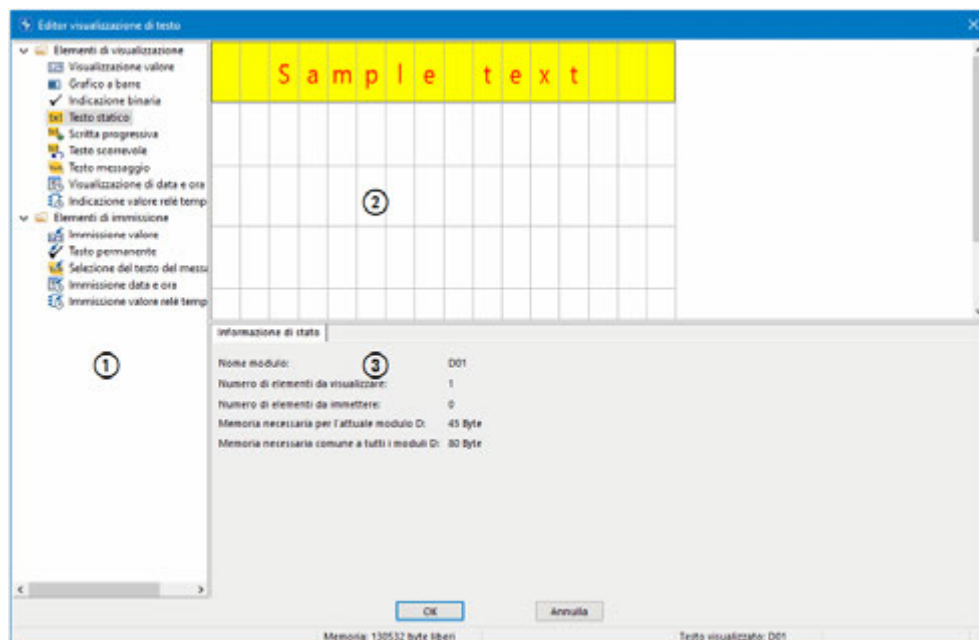 Editor visualizzazione di testo
Elementi di visualizzazione
Visualizzazione valore
Grafico a barre
Indicazione binaria
Testo statico
Scritta progressiva
Testo scorrevole
Testo messaggio
Visualizzazione di data e ora
Indicazione valore relè temp
Elementi di immissione
Immissione valore
Tasto permanente
Selezione del testo del messa
Immissione data e ora
Immissione valore relè temp
①
Sample text
②
Informazione di stato
③
Nome modulo: D01
Numero di elementi da visualizzare: 1
Numero di elementi da immettere: 0
Memoria necessaria per l'attuale modulo D: 45 Byte
Memoria necessaria comune a tutti i moduli D: 80 Byte
OK Annulla
Memoria: 130532 byte liberi Testo visualizzato: D01